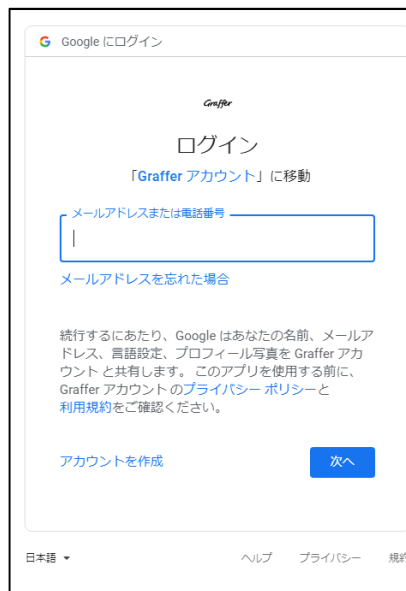 Google にログイン
Graffer
ログイン
「Graffer アカウント」に移動
メールアドレスまたは電話番号
メールアドレスを忘れた場合
続行するにあたり、Google はあなたの名前、メールア
ドレス、言語設定、プロフィール写真を Graffer アカ
ウント と共有します。 このアプリを使用する前に、
Graffer アカウント のプライバシー ポリシーと
利用規約をご確認ください。
アカウントを作成
次へ
日本語
ヘルプ
プライバシー
規約